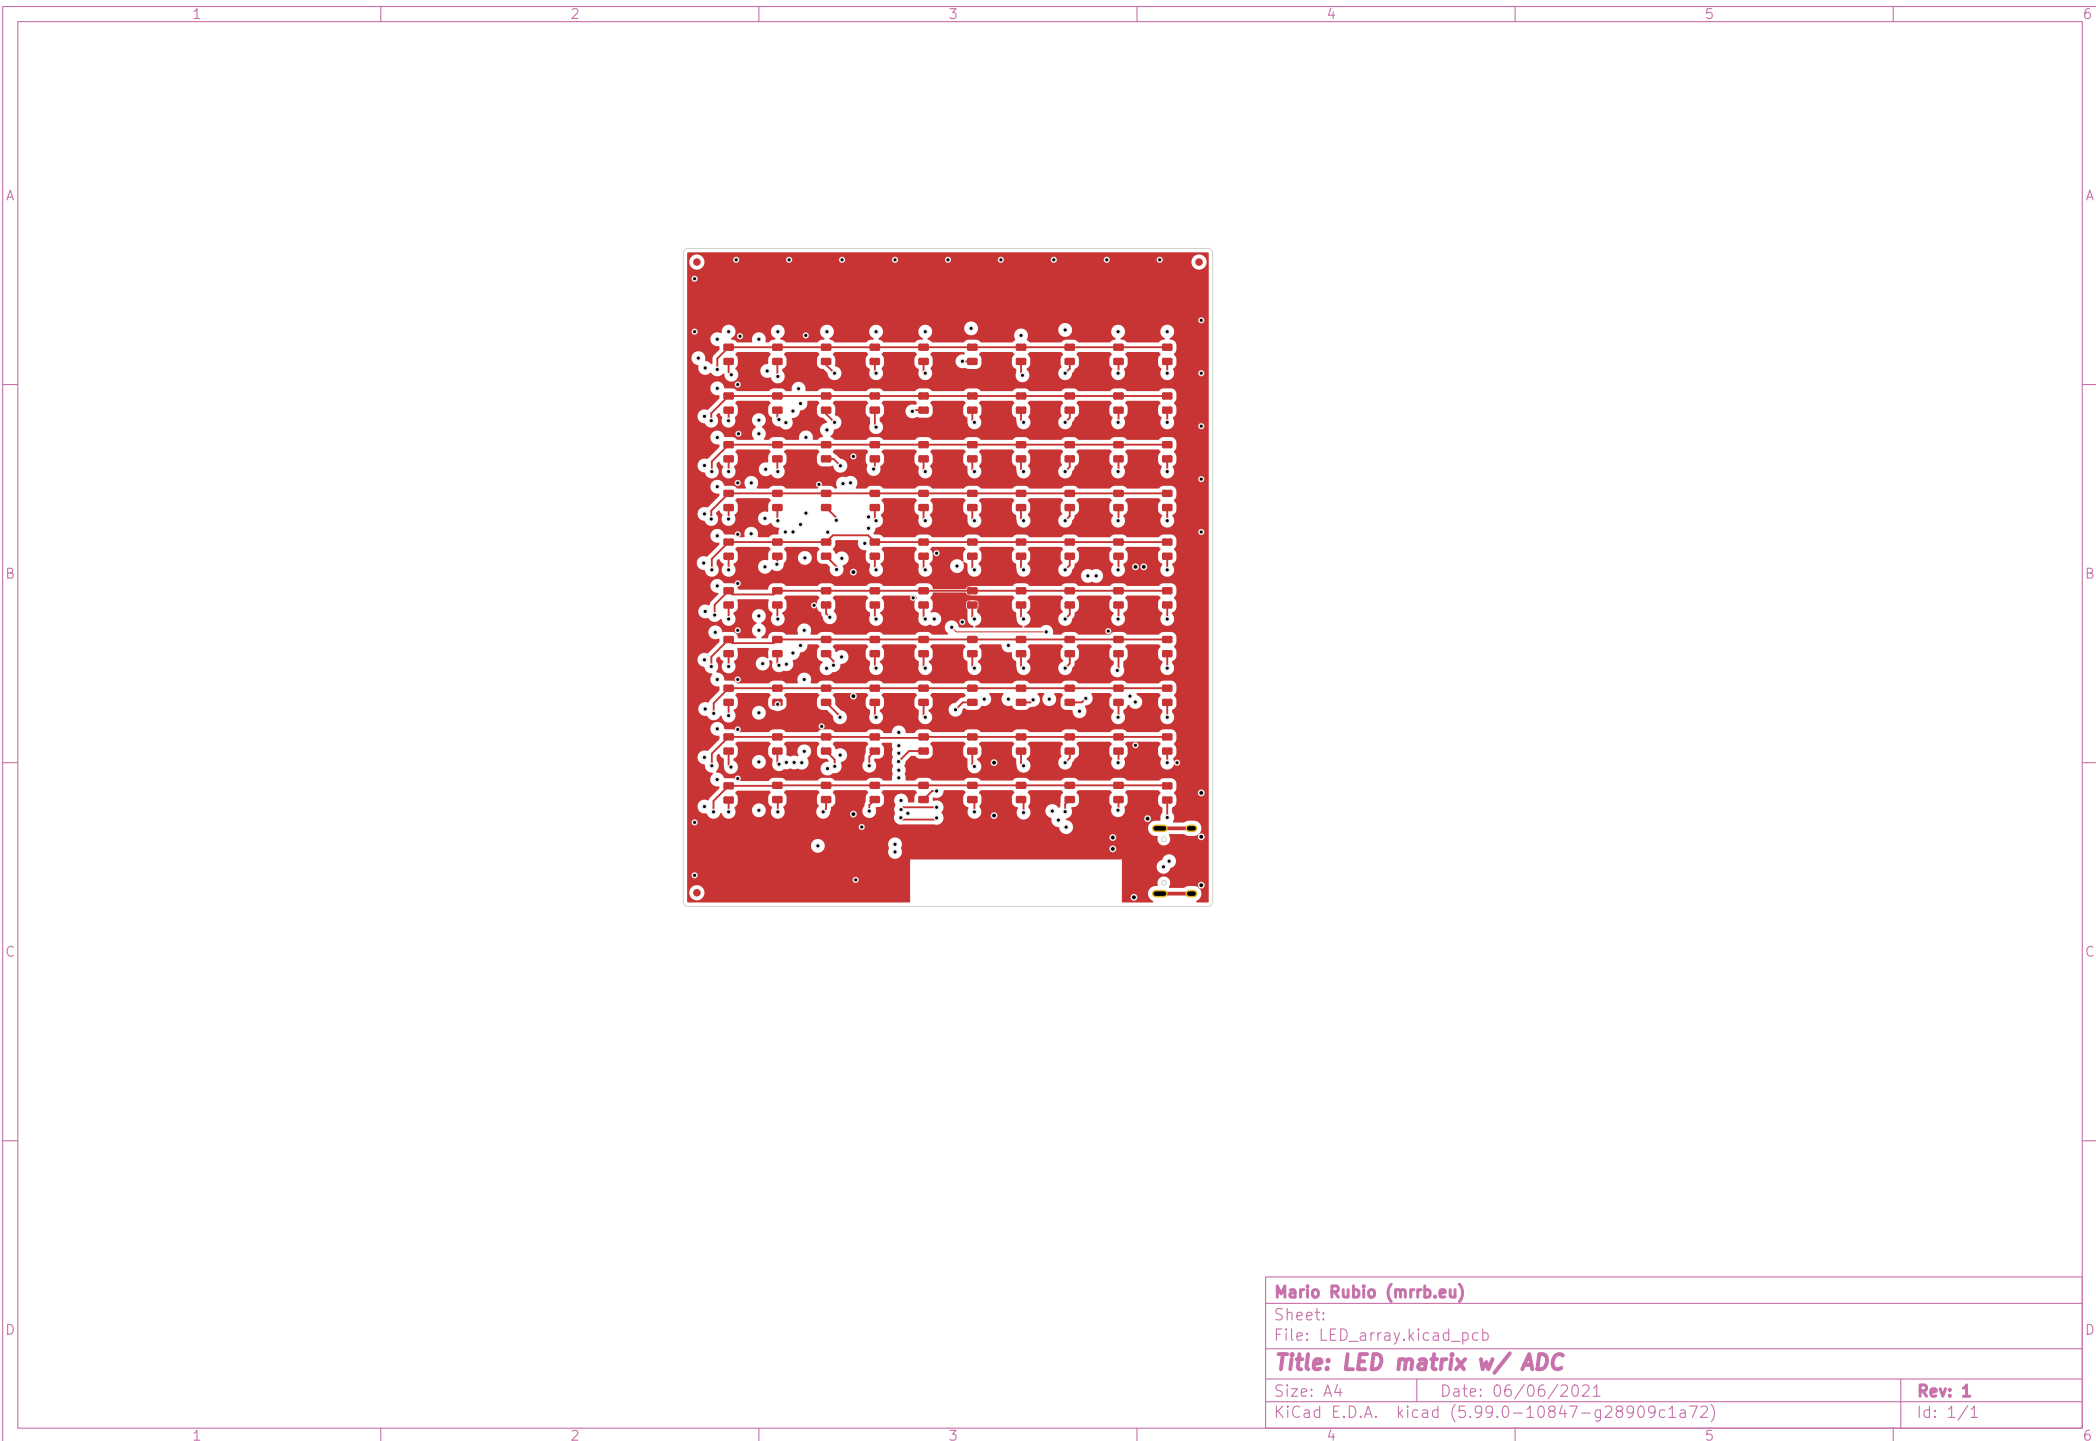 1 2 3 4 5 6
A A
B B
C C
Mario Rubio (mrrb.eu)
Sheet:
File: LED_array.kicad_pcb
D D
Title: LED matrix w/ ADC
Size: A4 Date: 06/06/2021 Rev: 1
KiCad E.D.A. kicad (5.99.0-10847-g28909c1a72) Id: 1/1
1 2 3 4 5 6